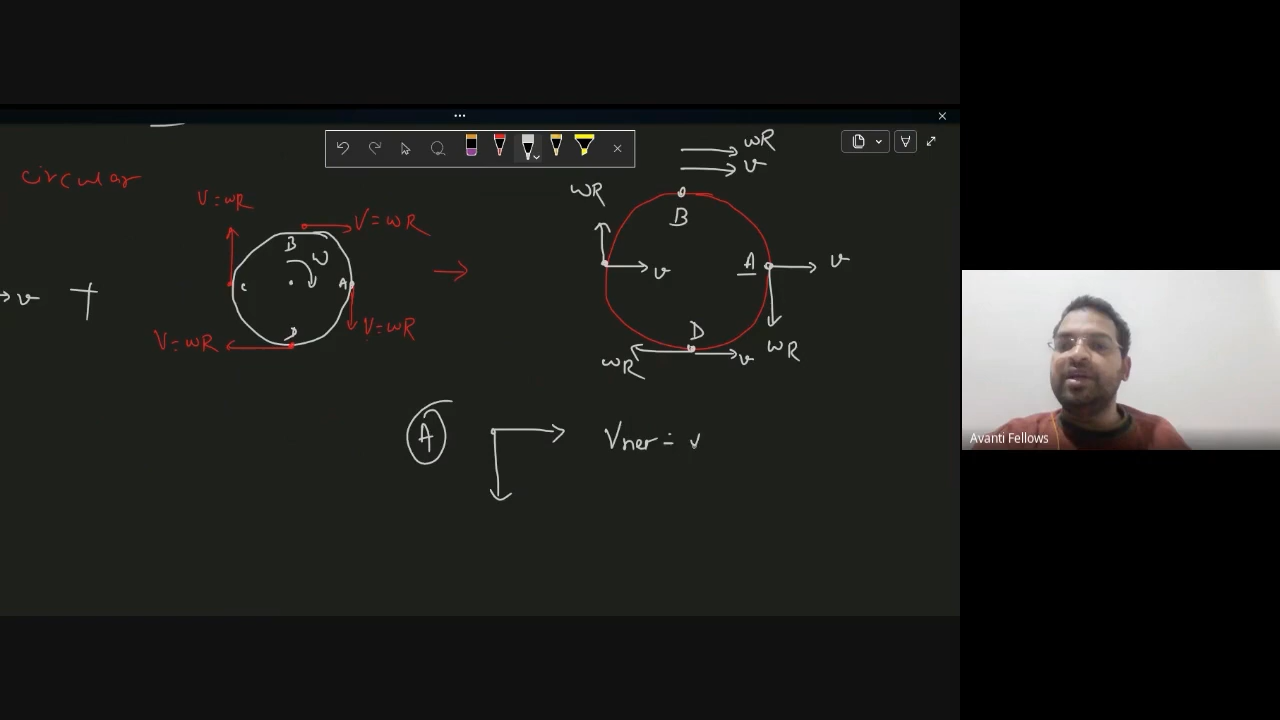 circular
V = ωR
V = ωR
B
ω
C
A
→ v +
D
V = ωR
V = ωR
ωR
v
ωR
B
v
A
v
D
ωR
v
ωR
A
Vner = v
Avanti Fellows